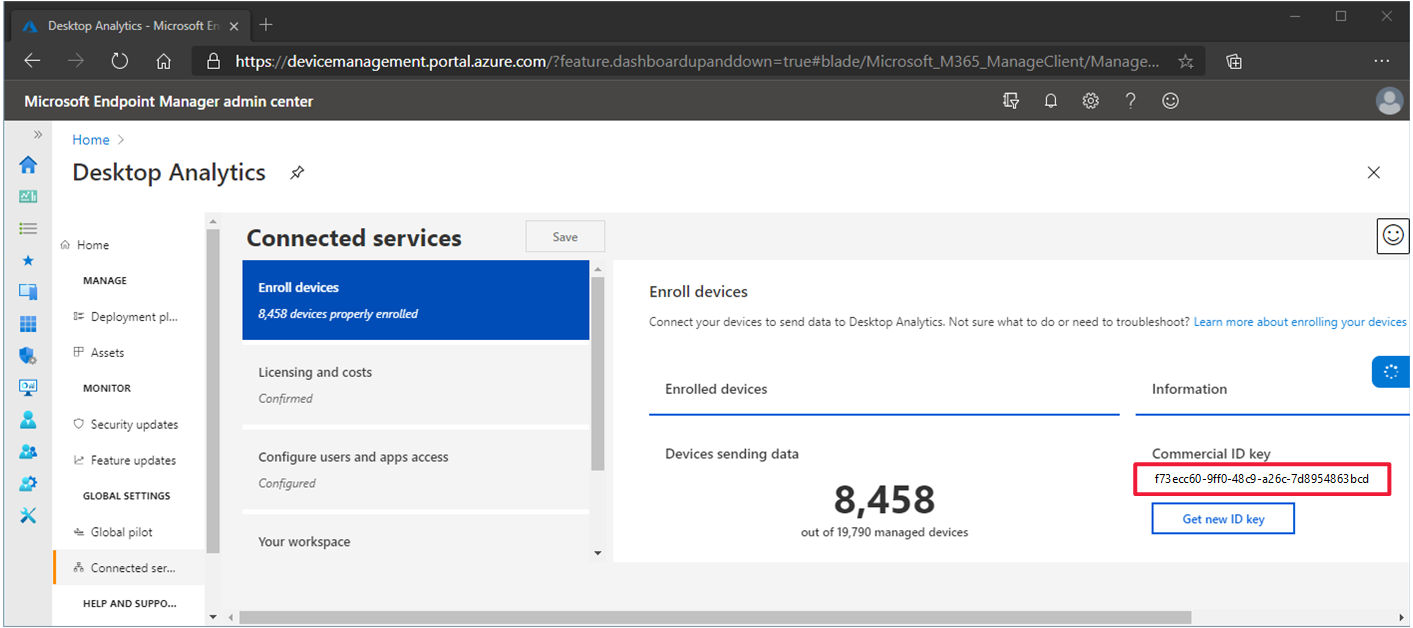 Desktop Analytics - Microsoft En
https://devicemanagement.portal.azure.com/?feature.dashboardupanddown=true#blade/Microsoft_M365_ManageClient/Manage...
Microsoft Endpoint Manager admin center
Home
Desktop Analytics
Home
MANAGE
Deployment pl...
Assets
MONITOR
Security updates
Feature updates
GLOBAL SETTINGS
Global pilot
Connected ser...
HELP AND SUPPO...
Connected services
Save
Enroll devices
8,458 devices properly enrolled
Licensing and costs
Confirmed
Configure users and apps access
Configured
Your workspace
Enroll devices
Connect your devices to send data to Desktop Analytics. Not sure what to do or need to troubleshoot? Learn more about enrolling your devices
Enrolled devices
Devices sending data
8,458
out of 19,790 managed devices
Information
Commercial ID key
f73ecc60-9ff0-48c9-a26c-7d8954863bcd
Get new ID key